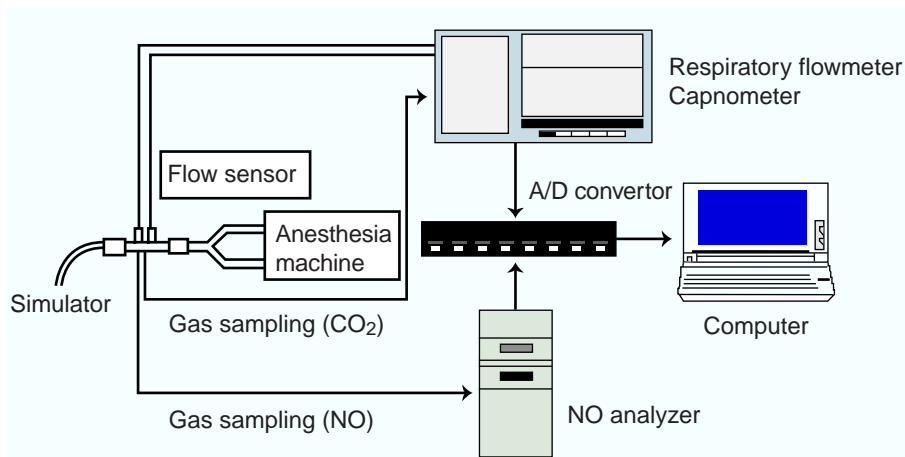 Respiratory flowmeter
Capnometer
Flow sensor
A/D convertor
Anesthesia
machine
Simulator
Gas sampling (CO₂)
Computer
Gas sampling (NO)
NO analyzer